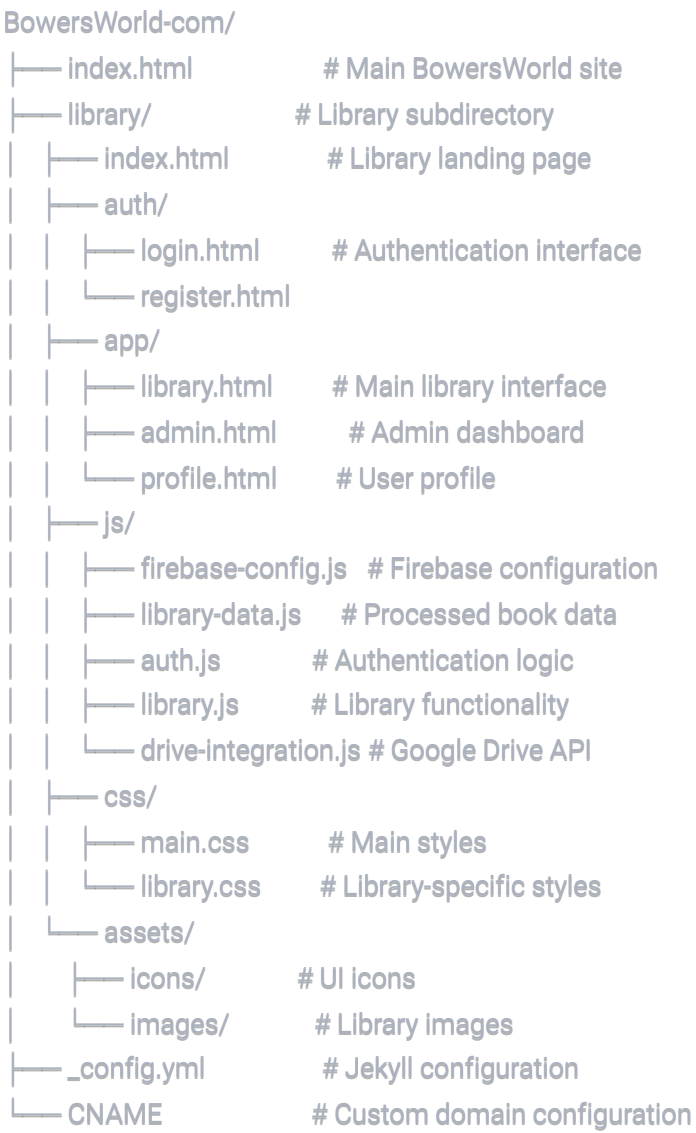 BowersWorld-com/
├── index.html # Main BowersWorld site
├── library/ # Library subdirectory
│ ├── index.html # Library landing page
│ ├── auth/
│ │ ├── login.html # Authentication interface
│ │ └── register.html
│ ├── app/
│ │ ├── library.html # Main library interface
│ │ ├── admin.html # Admin dashboard
│ │ └── profile.html # User profile
│ ├── js/
│ │ ├── firebase-config.js # Firebase configuration
│ │ ├── library-data.js # Processed book data
│ │ ├── auth.js # Authentication logic
│ │ ├── library.js # Library functionality
│ │ └── drive-integration.js # Google Drive API
│ ├── css/
│ │ ├── main.css # Main styles
│ │ └── library.css # Library-specific styles
│ └── assets/
│ ├── icons/ # UI icons
│ └── images/ # Library images
├── _config.yml # Jekyll configuration
└── CNAME # Custom domain configuration